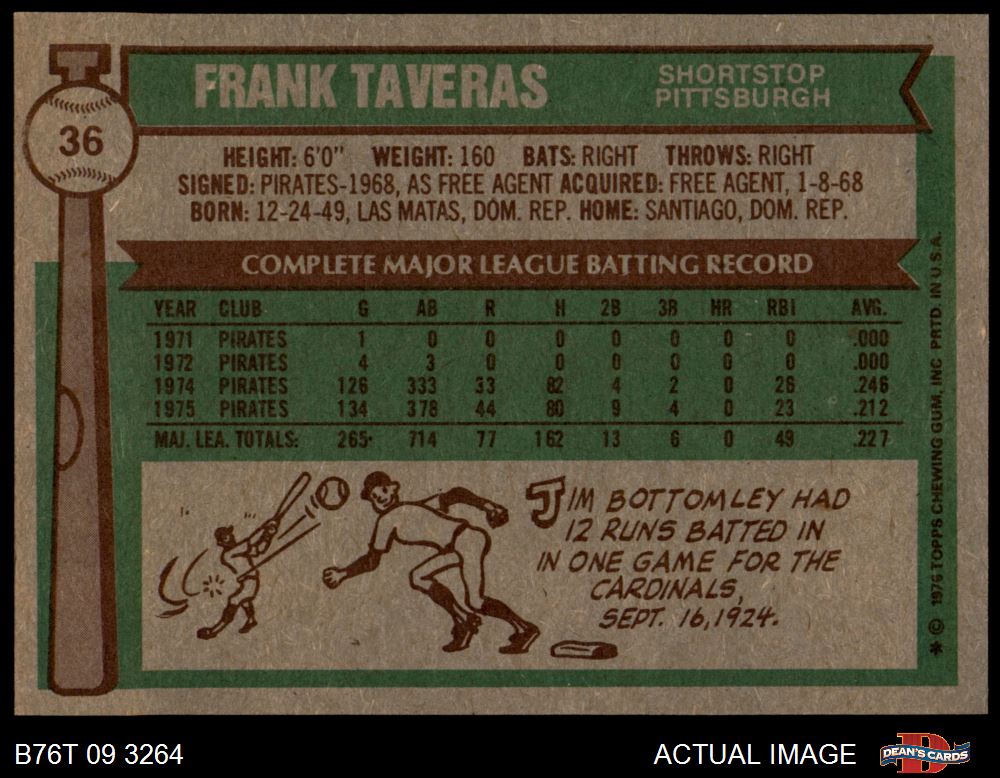 36
FRANK TAVERAS
SHORTSTOP
PITTSBURGH
HEIGHT: 6'0" WEIGHT: 160 BATS: RIGHT THROWS: RIGHT
SIGNED: PIRATES-1968, AS FREE AGENT ACQUIRED: FREE AGENT, 1-8-68
BORN: 12-24-49, LAS MATAS, DOM. REP. HOME: SANTIAGO, DOM. REP.
COMPLETE MAJOR LEAGUE BATTING RECORD
YEAR CLUB G AB R H 2B 3B HR RBI AVG.
1971 PIRATES 1 0 0 0 0 0 0 0 .000
1972 PIRATES 4 3 0 0 0 0 0 0 .000
1974 PIRATES 126 333 33 82 4 2 0 26 .246
1975 PIRATES 134 378 44 80 9 4 0 23 .212
MAJ. LEA. TOTALS: 265 714 77 162 13 6 0 49 .227
JIM BOTTOMLEY HAD
12 RUNS BATTED IN
IN ONE GAME FOR THE
CARDINALS,
SEPT. 16, 1924.
* © 1976 TOPPS CHEWING GUM, INC PRTD. IN U.S.A.
B76T 09 3264
ACTUAL IMAGE
DEAN'S CARDS